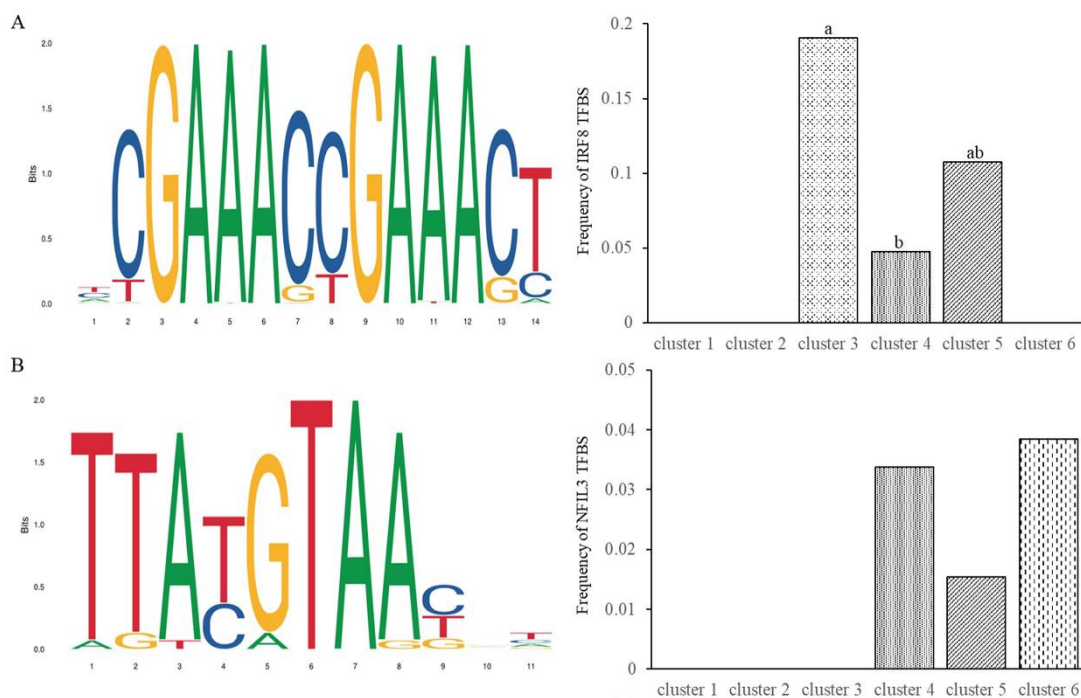 A
Bits
2.0
1.5
1.0
0.5
0.0
CGAAACCGAAACT
T C T T G T G C
C A
A
1 2 3 4 5 6 7 8 9 10 11 12 13 14
Frequency of IRF8 TFBS
0.2
0.15
0.1
0.05
0
a
b
ab
cluster 1 cluster 2 cluster 3 cluster 4 cluster 5 cluster 6
B
Bits
2.0
1.5
1.0
0.5
0.0
TTATGTAAC
A G T C A G T
G
T
1 2 3 4 5 6 7 8 9 10 11
Frequency of NFIL3 TFBS
0.05
0.04
0.03
0.02
0.01
0
cluster 1 cluster 2 cluster 3 cluster 4 cluster 5 cluster 6